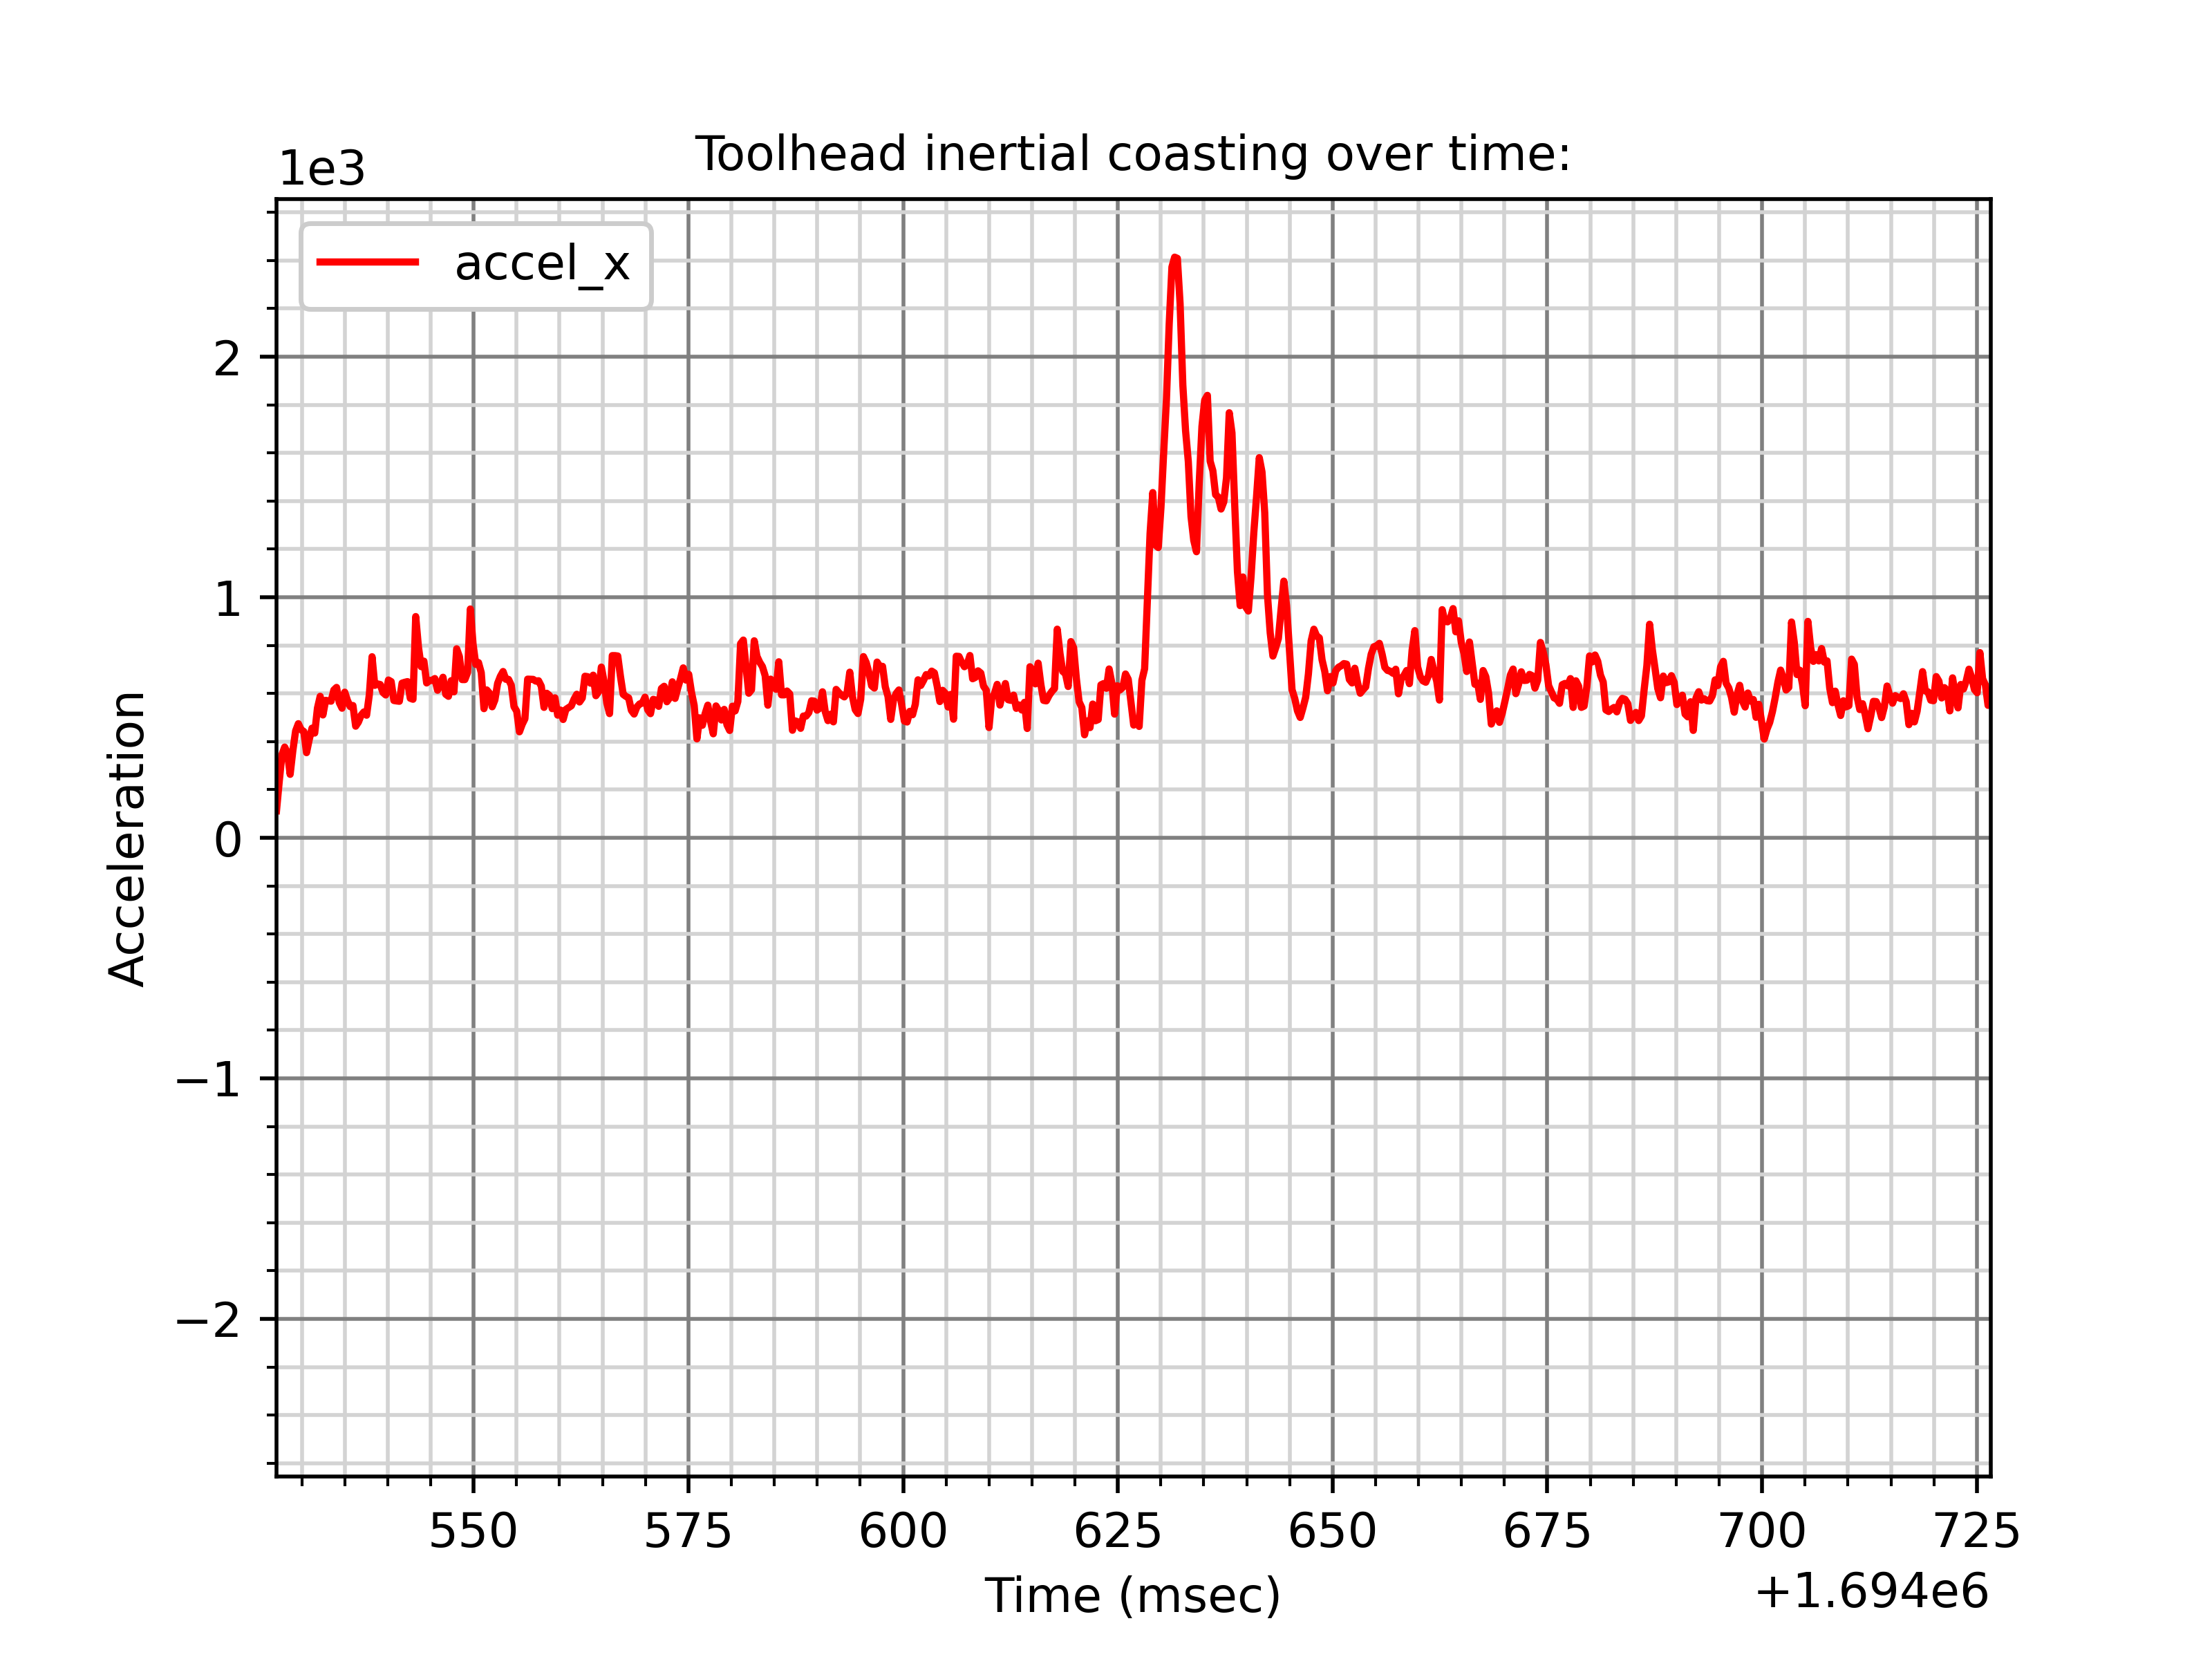 Toolhead inertial coasting over time:
1e3
accel_x
2
1
0
−1
−2
Acceleration
550 575 600 625 650 675 700 725
Time (msec)
+1.694e6